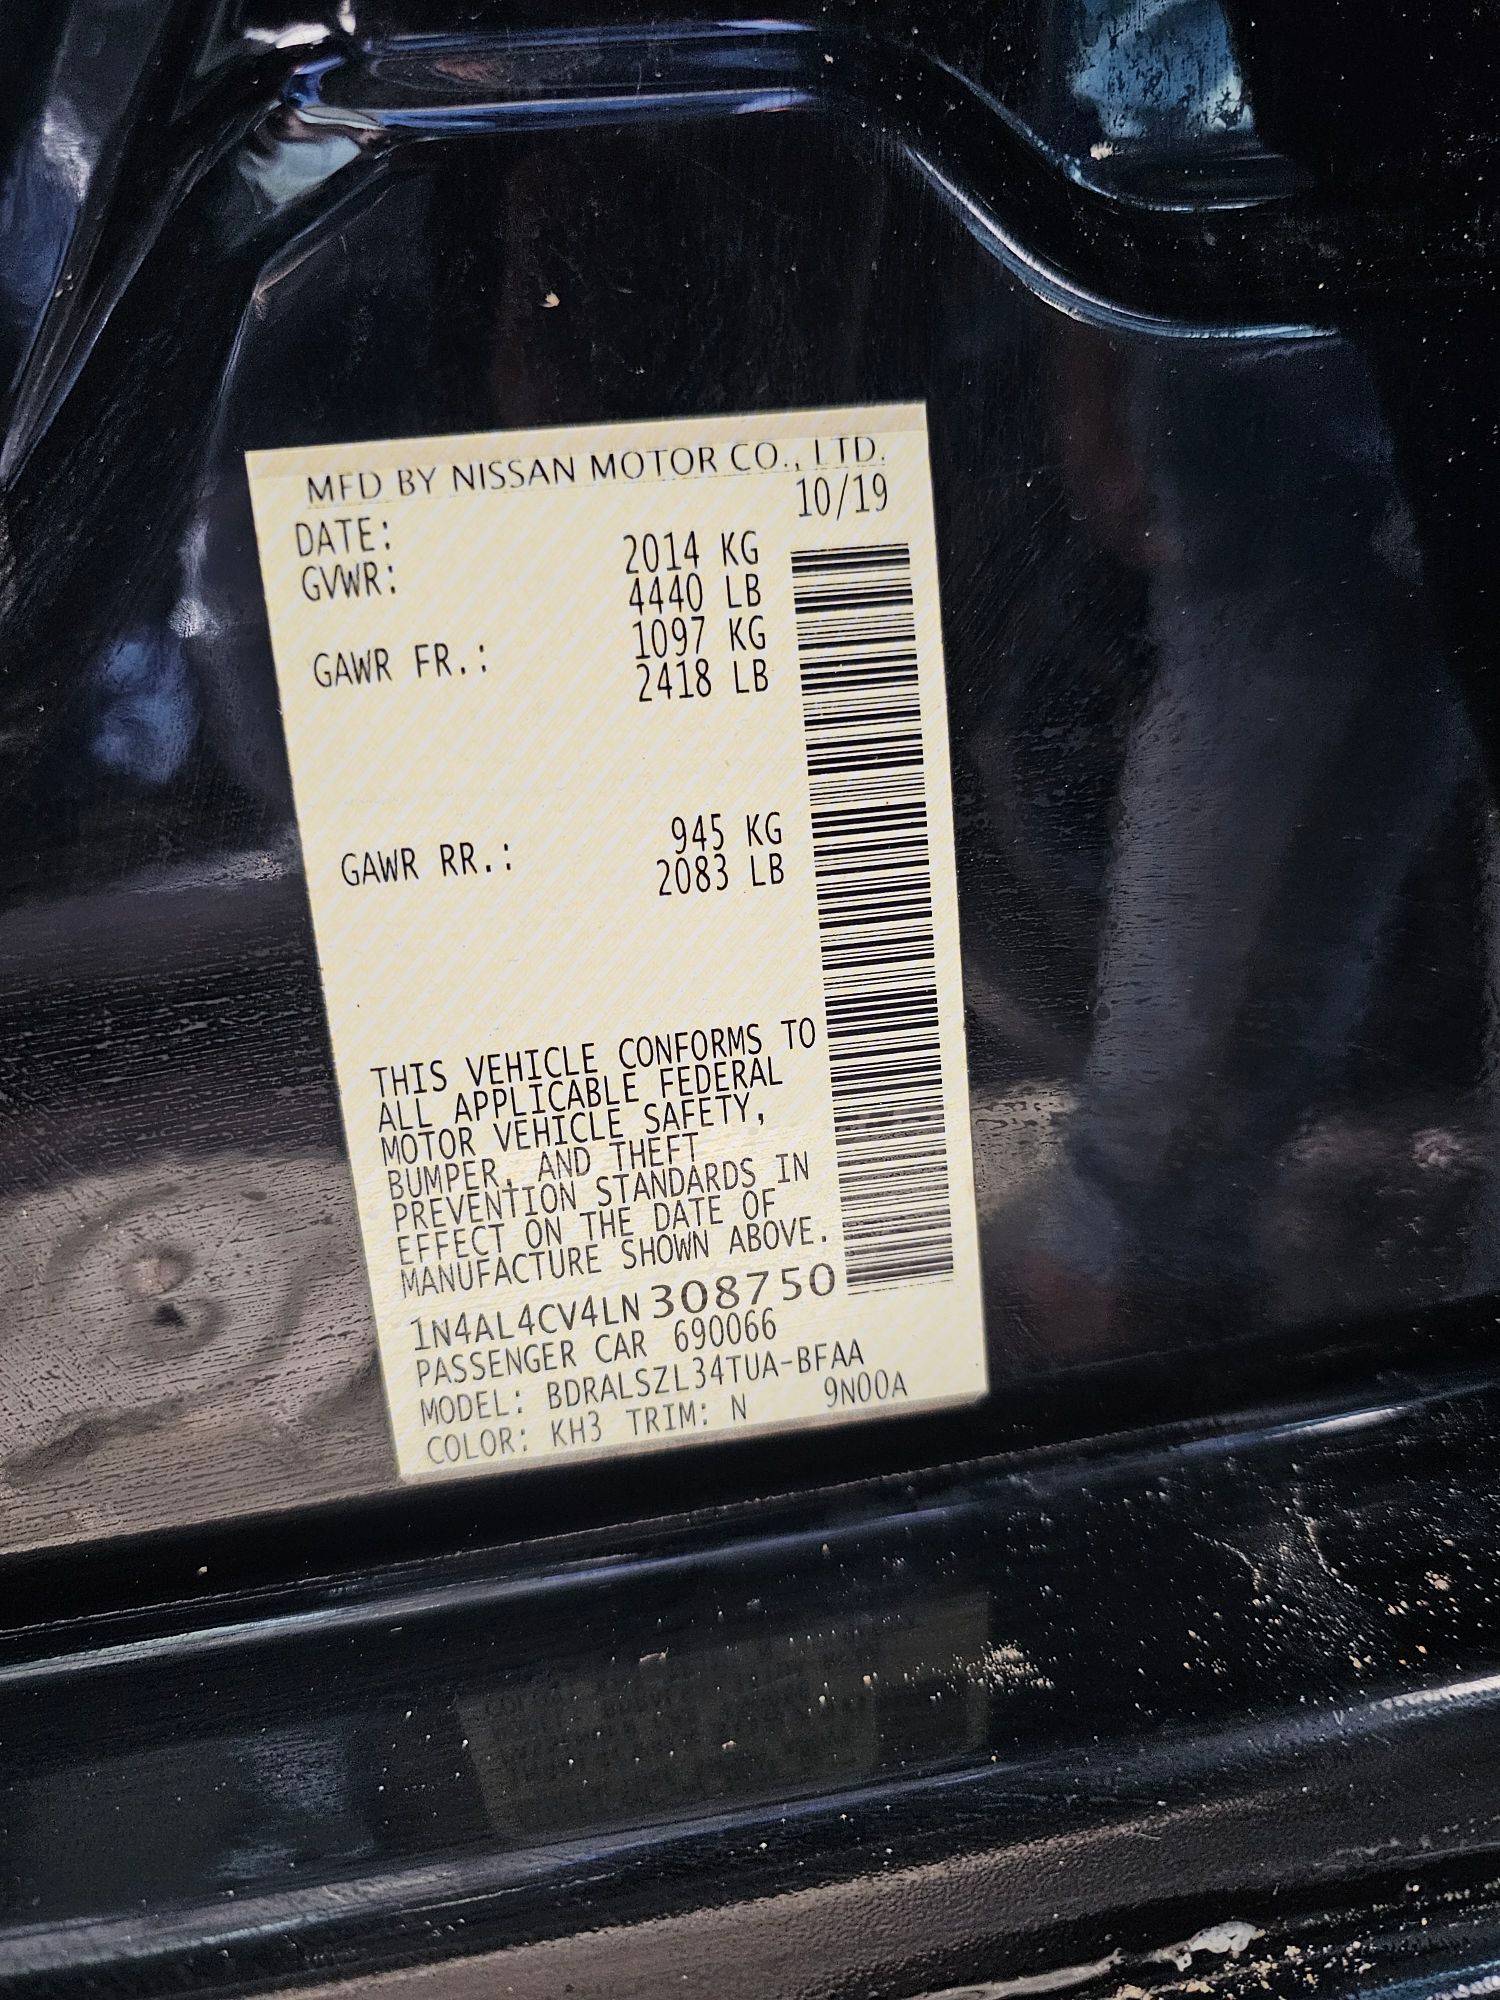 MFD BY NISSAN MOTOR CO., LTD.
DATE: 10/19
GVWR: 2014 KG
4440 LB
GAWR FR.: 1097 KG
2418 LB
GAWR RR.: 945 KG
2083 LB
THIS VEHICLE CONFORMS TO
ALL APPLICABLE FEDERAL
MOTOR VEHICLE SAFETY,
BUMPER, AND THEFT
PREVENTION STANDARDS IN
EFFECT ON THE DATE OF
MANUFACTURE SHOWN ABOVE.
1N4AL4CV4LN308750
PASSENGER CAR 690066
MODEL: BDRALSZL34TUA-BFAA
COLOR: KH3 TRIM: N 9N00A